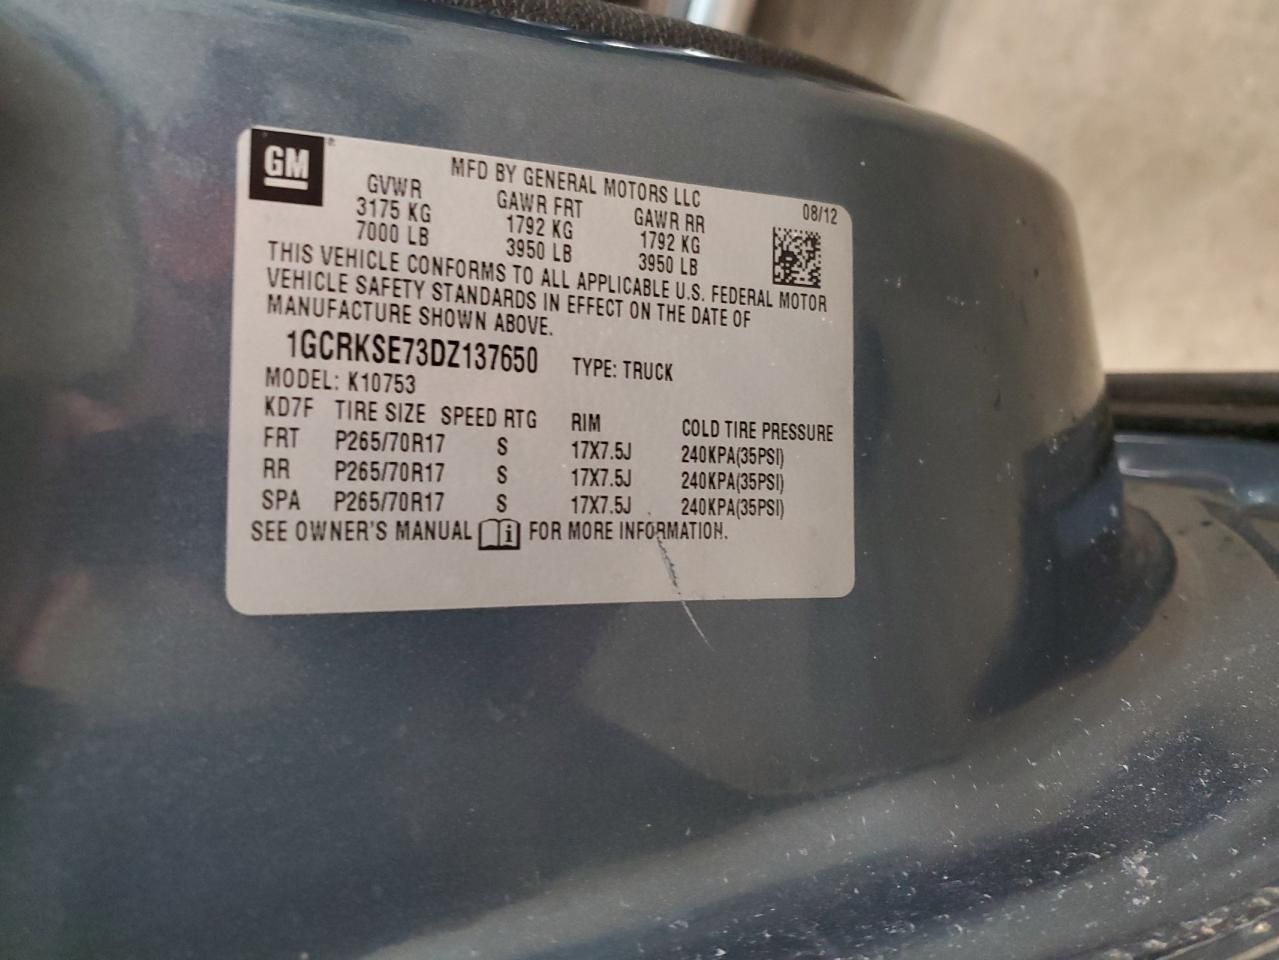 GM
MFD BY GENERAL MOTORS LLC
08/12
GVWR GAWR FRT GAWR RR
3175 KG 1792 KG 1792 KG
7000 LB 3950 LB 3950 LB
THIS VEHICLE CONFORMS TO ALL APPLICABLE U.S. FEDERAL MOTOR
VEHICLE SAFETY STANDARDS IN EFFECT ON THE DATE OF
MANUFACTURE SHOWN ABOVE.
1GCRKSE73DZ137650 TYPE: TRUCK
MODEL: K10753
KD7F TIRE SIZE SPEED RTG RIM COLD TIRE PRESSURE
FRT P265/70R17 S 17X7.5J 240KPA(35PSI)
RR P265/70R17 S 17X7.5J 240KPA(35PSI)
SPA P265/70R17 S 17X7.5J 240KPA(35PSI)
SEE OWNER'S MANUAL FOR MORE INFORMATION.